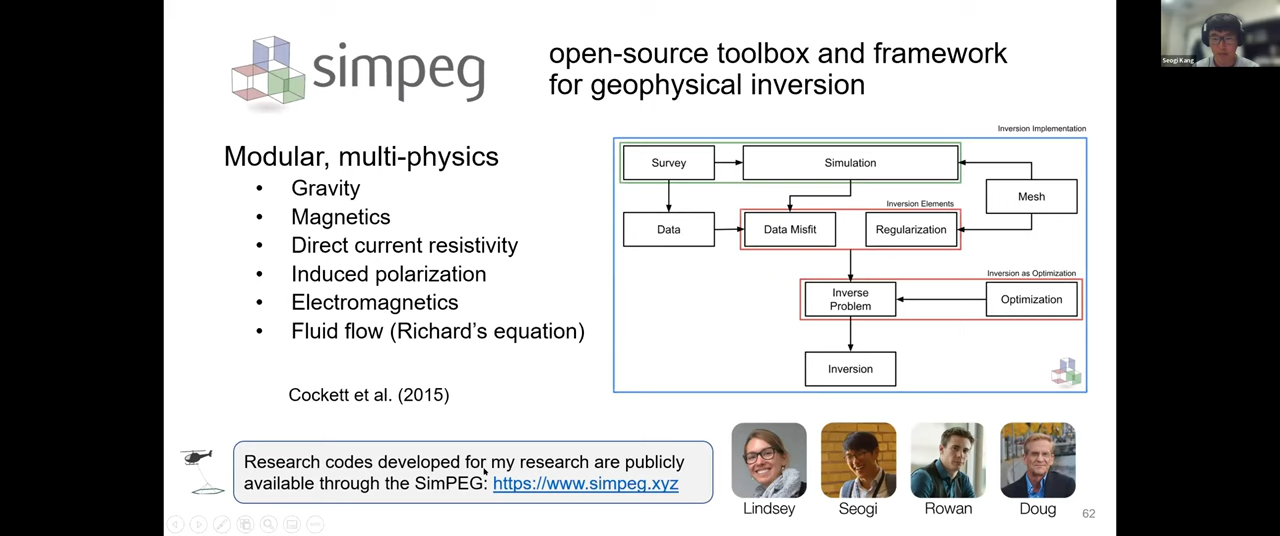 simpeg
open-source toolbox and framework
for geophysical inversion
Seogi Kang
Modular, multi-physics
• Gravity
• Magnetics
• Direct current resistivity
• Induced polarization
• Electromagnetics
• Fluid flow (Richard's equation)
Cockett et al. (2015)
Inversion Implementation
Survey
Simulation
Mesh
Inversion Elements
Data
Data Misfit
Regularization
Inversion as Optimization
Inverse
Problem
Optimization
Inversion
Research codes developed for my research are publicly
available through the SimPEG: https://www.simpeg.xyz
Lindsey
Seogi
Rowan
Doug
62